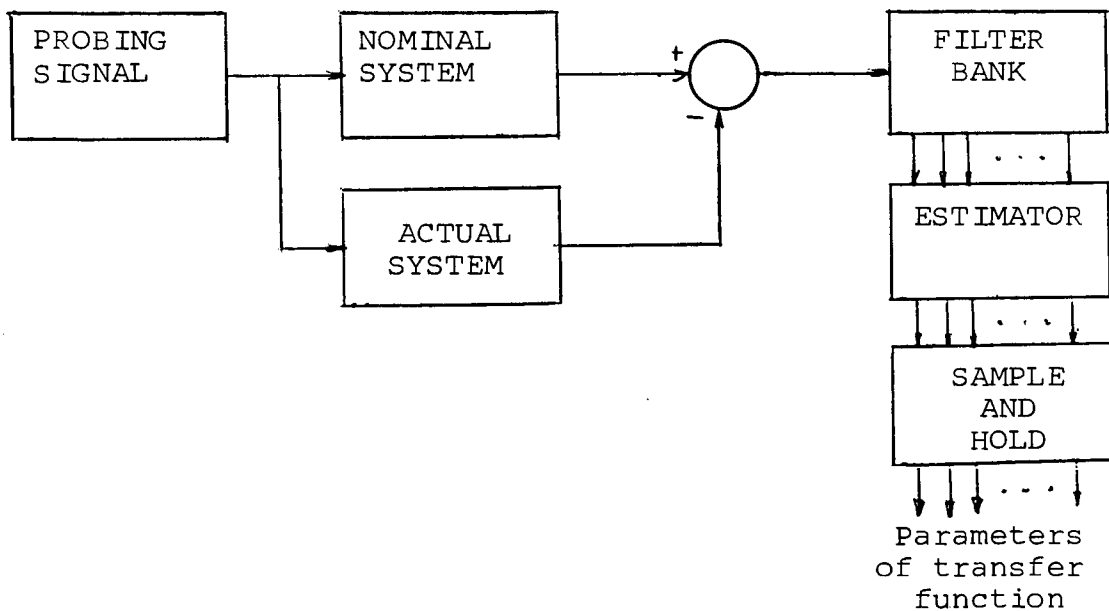 PROBING
SIGNAL
NOMINAL
SYSTEM
+
-
FILTER
BANK
. . .
ACTUAL
SYSTEM
ESTIMATOR
. . .
SAMPLE
AND
HOLD
. . .
Parameters
of transfer
function